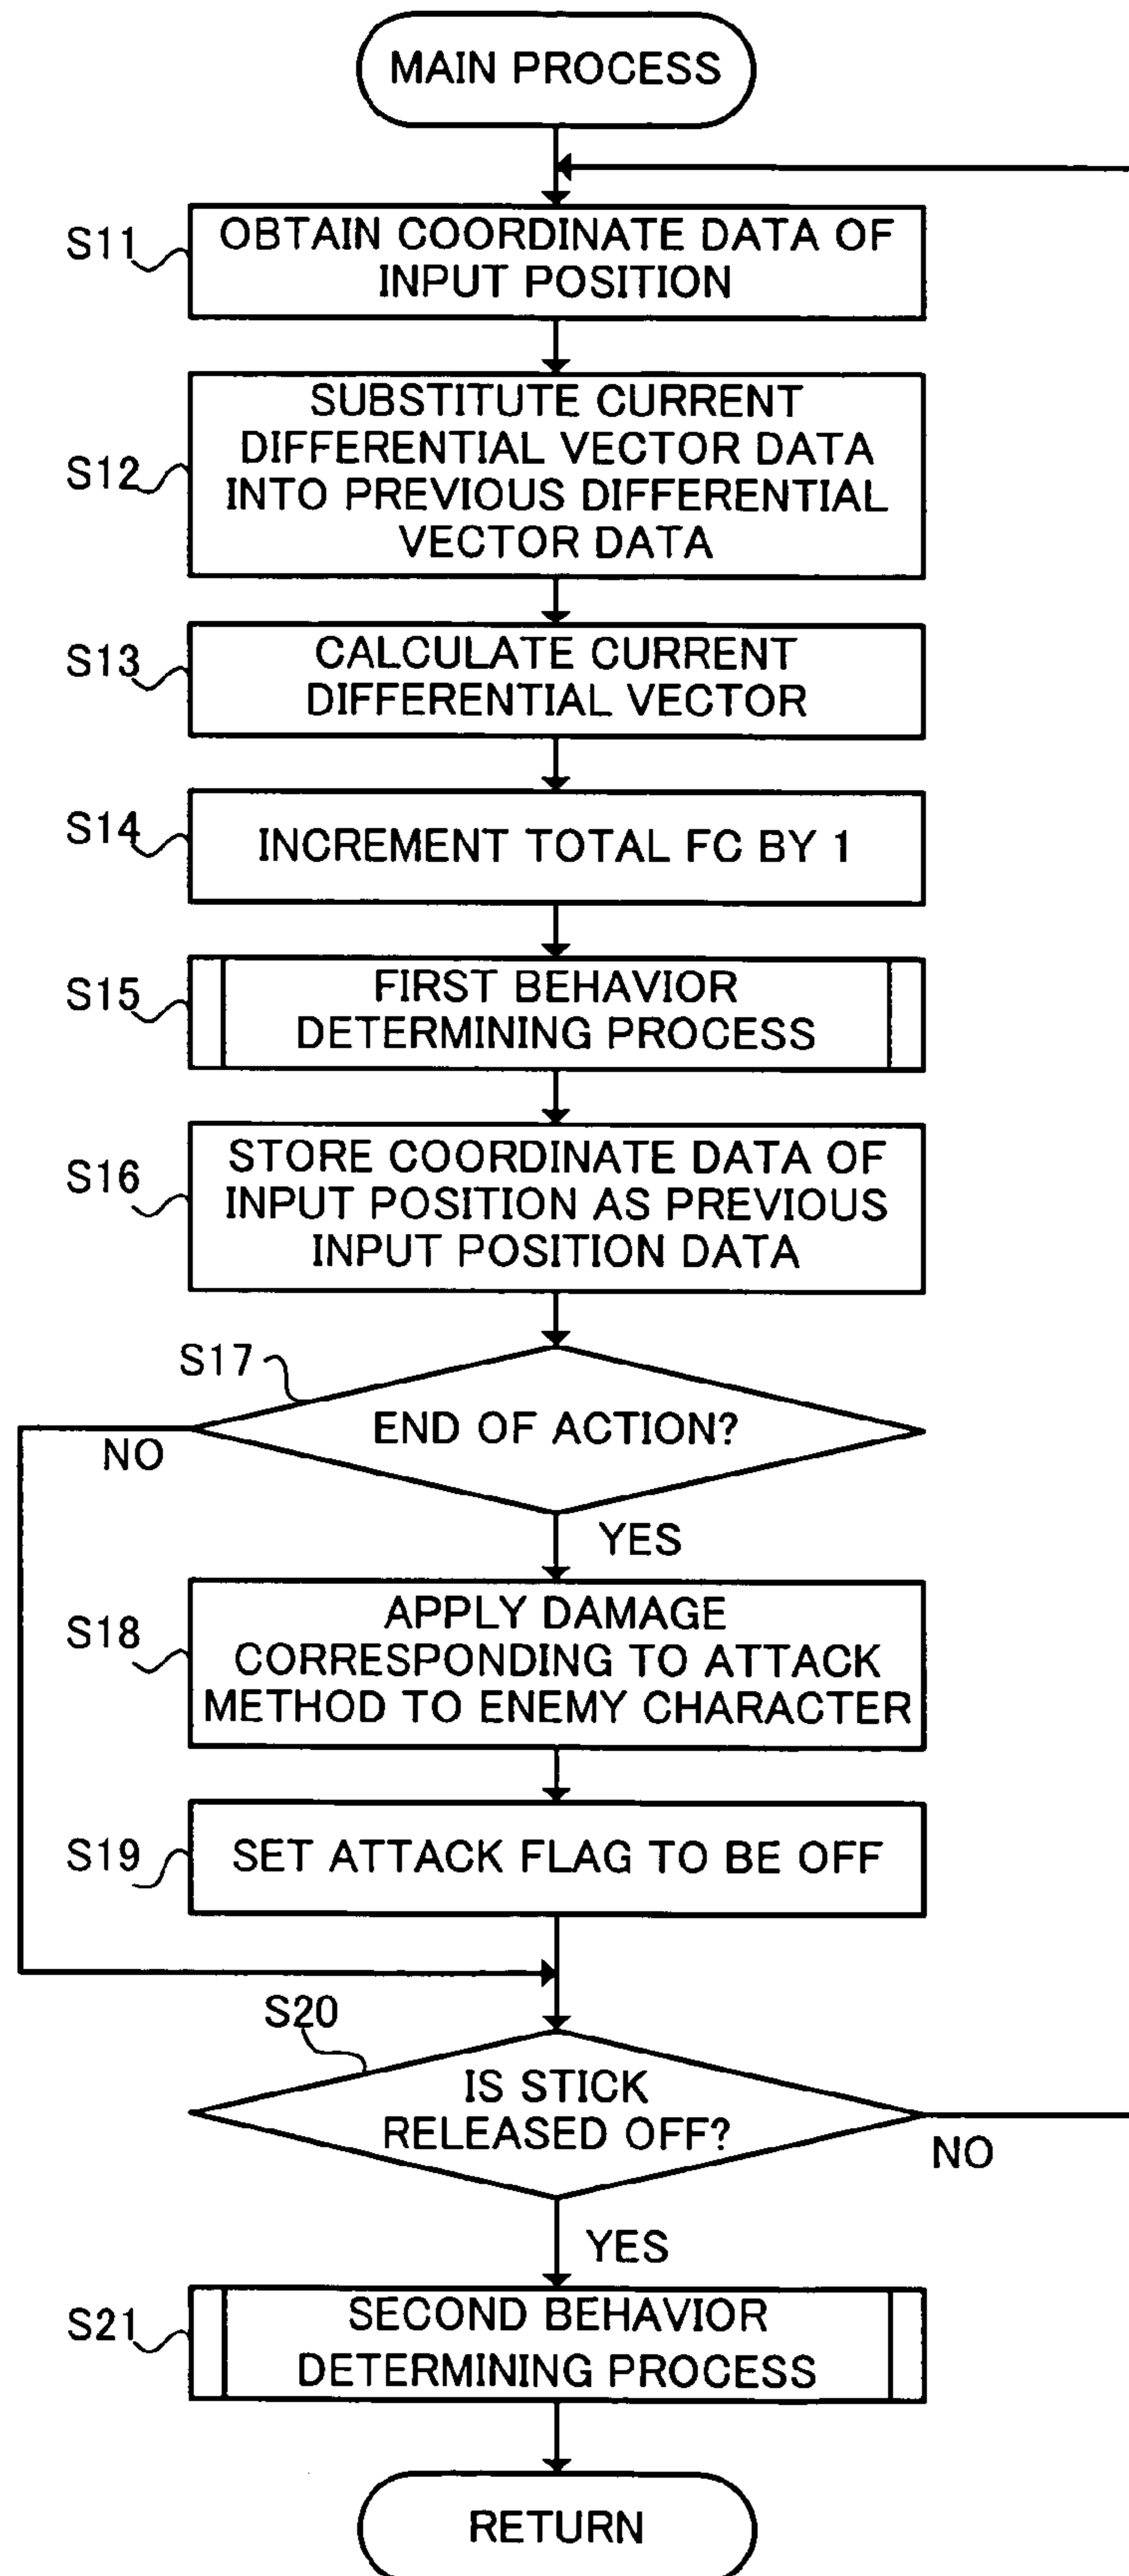 MAIN PROCESS
S11
OBTAIN COORDINATE DATA OF
INPUT POSITION
S12
SUBSTITUTE CURRENT
DIFFERENTIAL VECTOR DATA
INTO PREVIOUS DIFFERENTIAL
VECTOR DATA
S13
CALCULATE CURRENT
DIFFERENTIAL VECTOR
S14
INCREMENT TOTAL FC BY 1
S15
FIRST BEHAVIOR
DETERMINING PROCESS
S16
STORE COORDINATE DATA OF
INPUT POSITION AS PREVIOUS
INPUT POSITION DATA
S17
END OF ACTION?
NO
YES
S18
APPLY DAMAGE
CORRESPONDING TO ATTACK
METHOD TO ENEMY CHARACTER
S19
SET ATTACK FLAG TO BE OFF
S20
IS STICK
RELEASED OFF?
NO
YES
S21
SECOND BEHAVIOR
DETERMINING PROCESS
RETURN